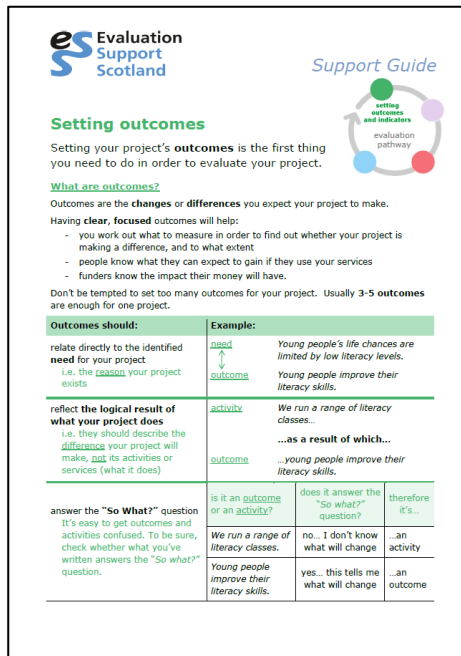 es Evaluation
Support
Scotland
Support Guide
setting
outcomes
and indicators
evaluation
pathway
Setting outcomes
Setting your project's outcomes is the first thing
you need to do in order to evaluate your project.
What are outcomes?
Outcomes are the changes or differences you expect your project to make.
Having clear, focused outcomes will help:
- you work out what to measure in order to find out whether your project is
making a difference, and to what extent
- people know what they can expect to gain if they use your services
- funders know the impact their money will have.
Don't be tempted to set too many outcomes for your project. Usually 3-5 outcomes
are enough for one project.
Outcomes should:
Example:
relate directly to the identified
need for your project
i.e. the reason your project
exists
need
Young people's life chances are
limited by low literacy levels.
outcome
Young people improve their
literacy skills.
reflect the logical result of
what your project does
i.e. they should describe the
difference your project will
make, not its activities or
services (what it does)
activity
We run a range of literacy
classes…
…as a result of which…
outcome
…young people improve their
literacy skills.
answer the "So What?" question
It's easy to get outcomes and
activities confused. To be sure,
check whether what you've
written answers the "So what?"
question.
is it an outcome
or an activity?
does it answer the
"So what?"
question?
therefore
it's…
We run a range of
literacy classes.
no… I don't know
what will change
…an
activity
Young people
improve their
literacy skills.
yes… this tells me
what will change
…an
outcome